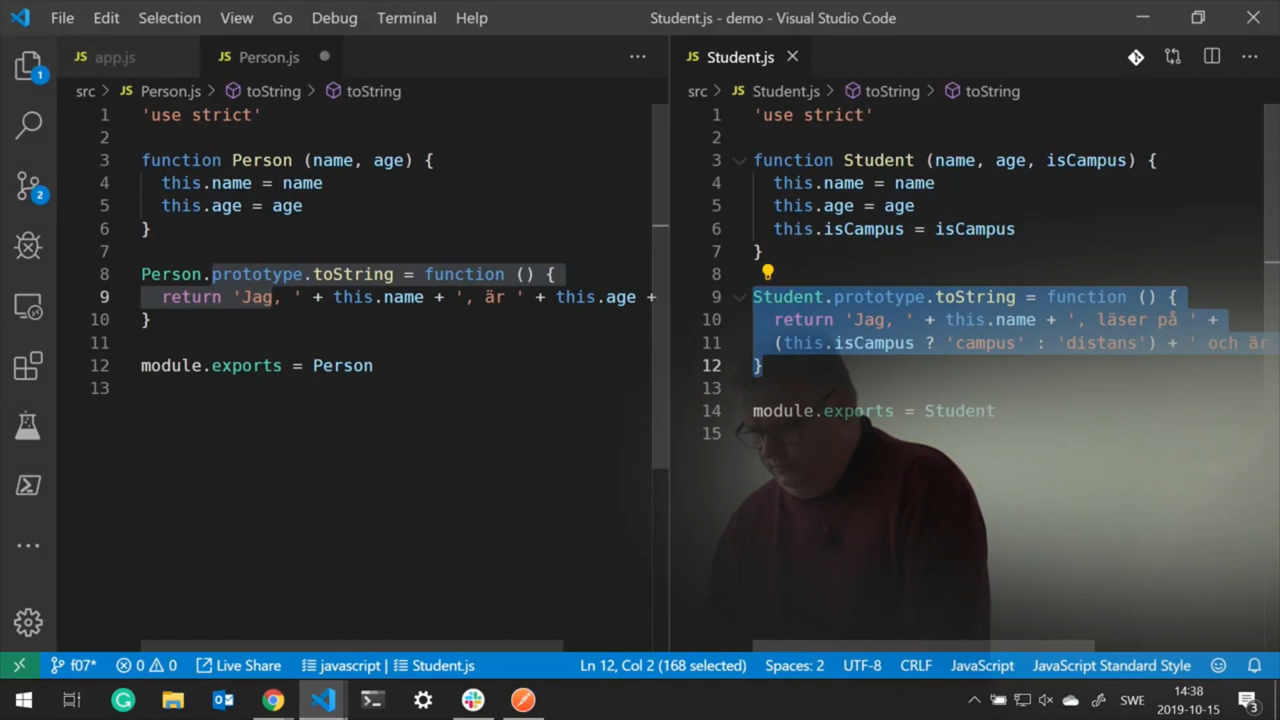 File Edit Selection View Go Debug Terminal Help
Student.js - demo - Visual Studio Code
JS app.js
JS Person.js
src > JS Person.js > toString > toString
1 'use strict'
2
3 function Person (name, age) {
4 this.name = name
5 this.age = age
6 }
7
8 Person.prototype.toString = function () {
9 return 'Jag, ' + this.name + ', är ' + this.age +
10 }
11
12 module.exports = Person
13
JS Student.js
src > JS Student.js > toString > toString
1 'use strict'
2
3 function Student (name, age, isCampus) {
4 this.name = name
5 this.age = age
6 this.isCampus = isCampus
7 }
8
9 Student.prototype.toString = function () {
10 return 'Jag, ' + this.name + ', läser på ' +
11 (this.isCampus ? 'campus' : 'distans') + ' och är
12 }
13
14 module.exports = Student
15
1
2
f07* 0 0 Live Share javascript | Student.js Ln 12, Col 2 (168 selected) Spaces: 2 UTF-8 CRLF JavaScript JavaScript Standard Style
SWE
14:38
2019-10-15
3